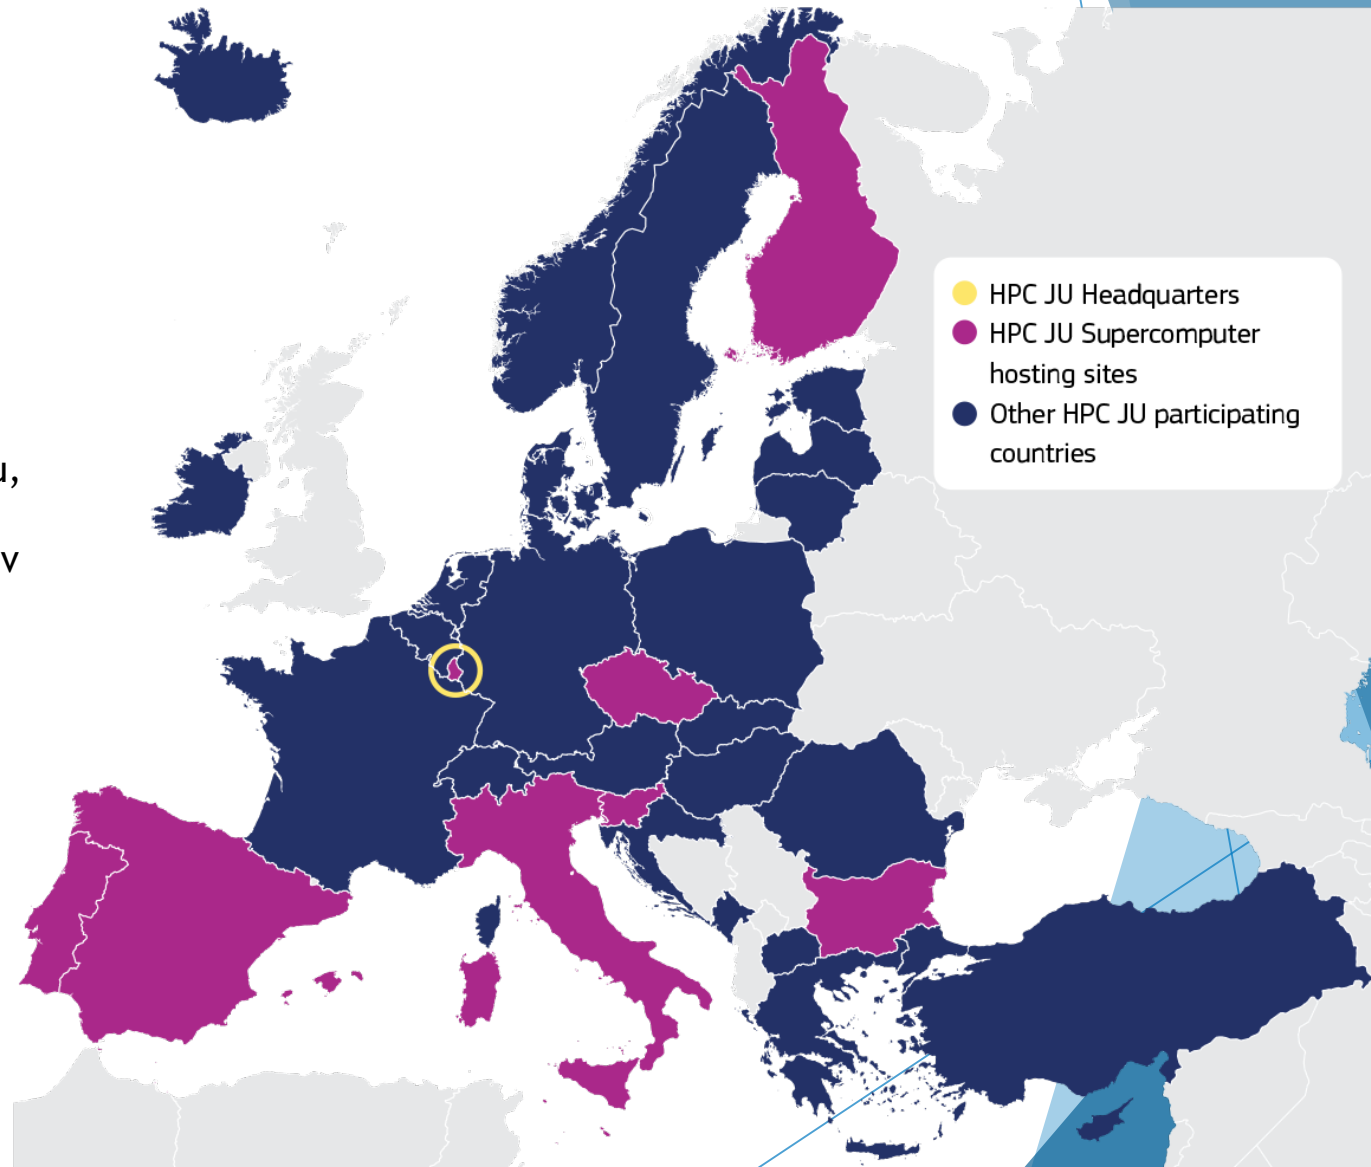 HPC JU Headquarters
HPC JU Supercomputer
hosting sites
Other HPC JU participating
countries
v